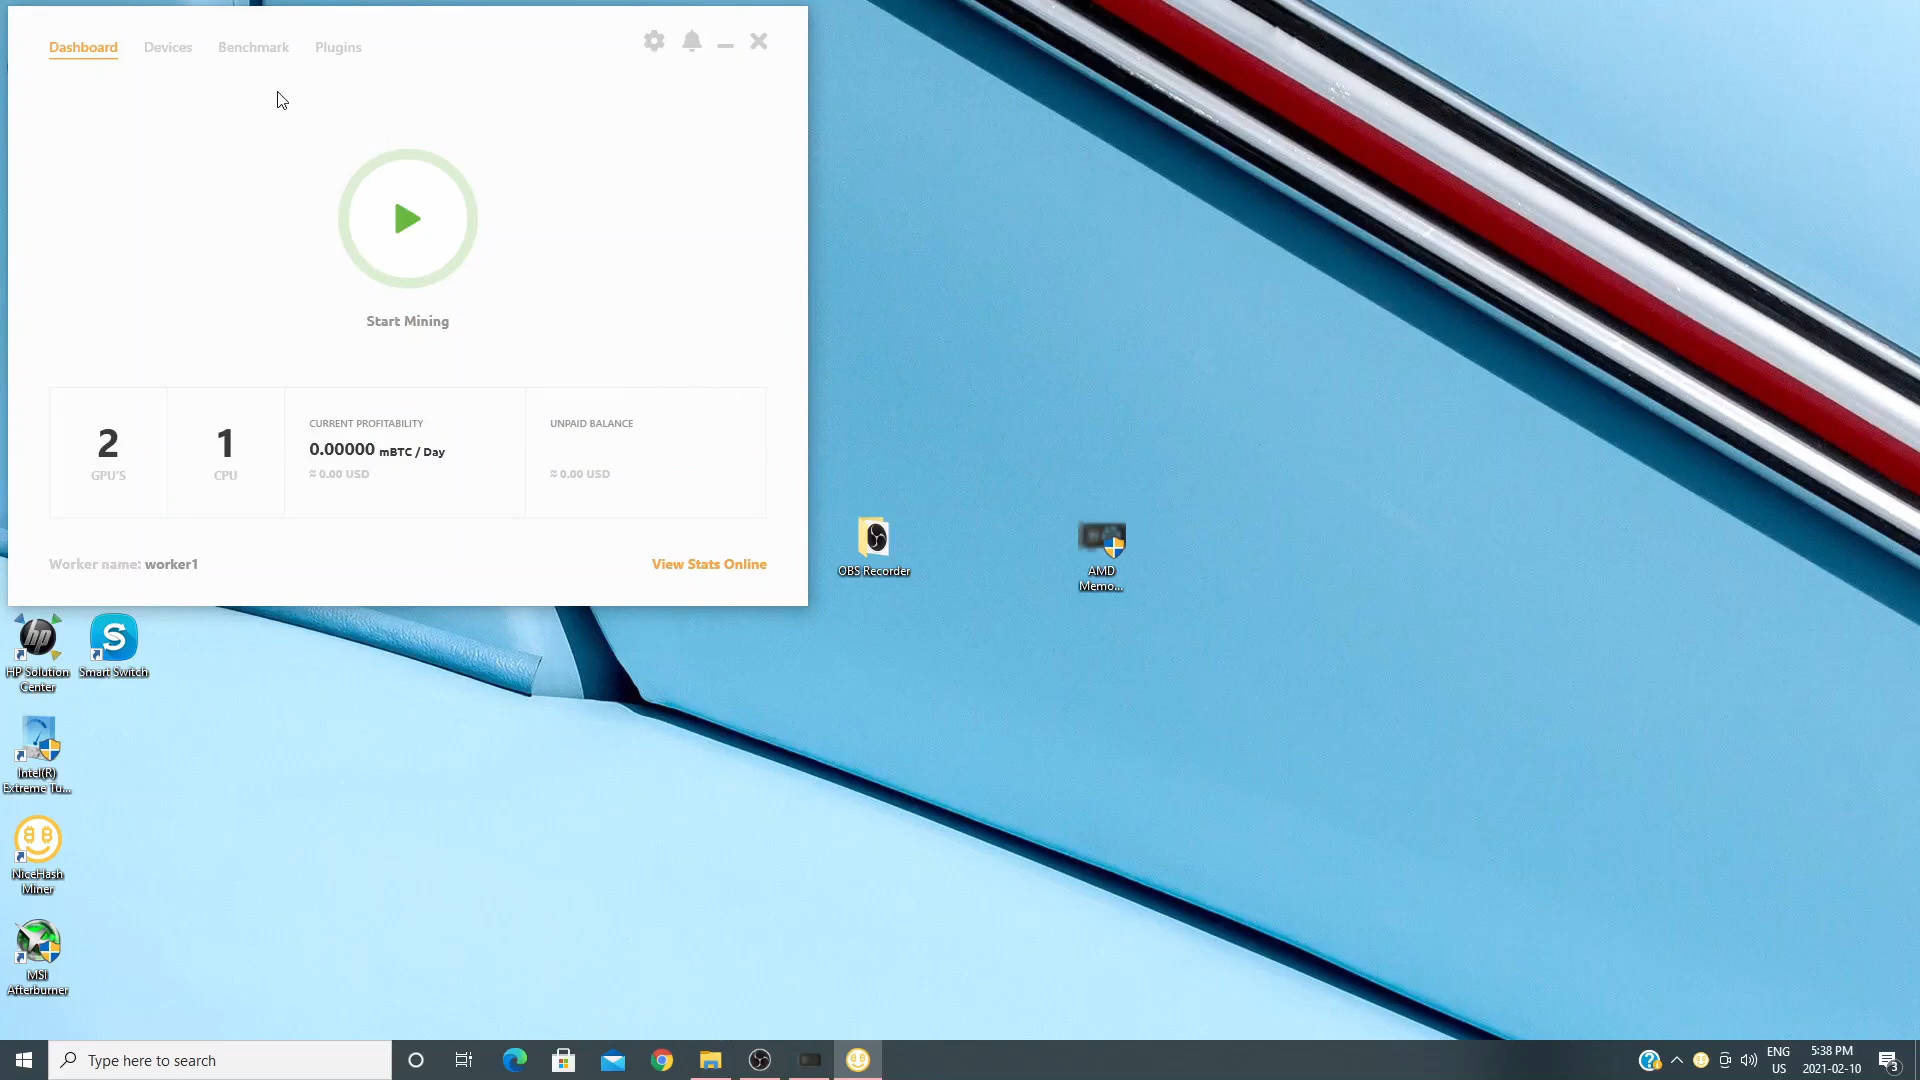 Dashboard
Devices
Benchmark
Plugins
Start Mining
2
GPU'S
1
CPU
CURRENT PROFITABILITY
0.00000 mBTC / Day
≈ 0.00 USD
UNPAID BALANCE
≈ 0.00 USD
Worker name: worker1
View Stats Online
OBS Recorder
AMD
Memo...
HP Solution
Center
Smart Switch
Intel(R)
Extreme Tu...
NiceHash
Miner
MSI
Afterburner
Type here to search
ENG
US
5:38 PM
2021-02-10
3